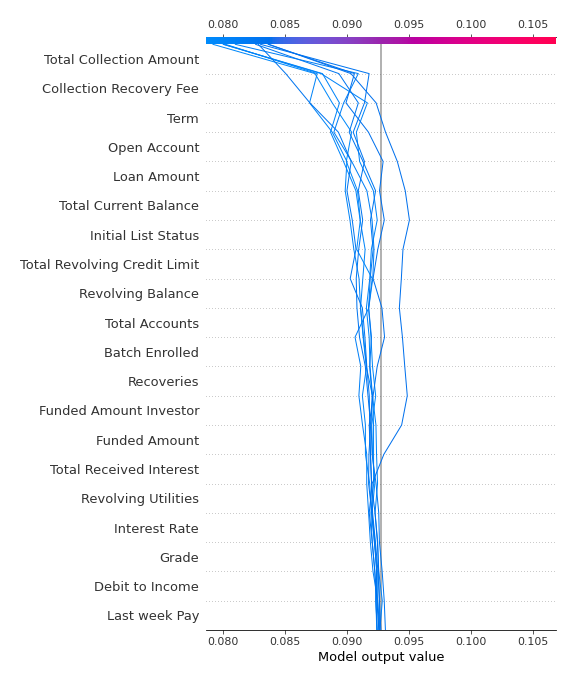 0.080 0.085 0.090 0.095 0.100 0.105
Total Collection Amount
Collection Recovery Fee
Term
Open Account
Loan Amount
Total Current Balance
Initial List Status
Total Revolving Credit Limit
Revolving Balance
Total Accounts
Batch Enrolled
Recoveries
Funded Amount Investor
Funded Amount
Total Received Interest
Revolving Utilities
Interest Rate
Grade
Debit to Income
Last week Pay
0.080 0.085 0.090 0.095 0.100 0.105
Model output value